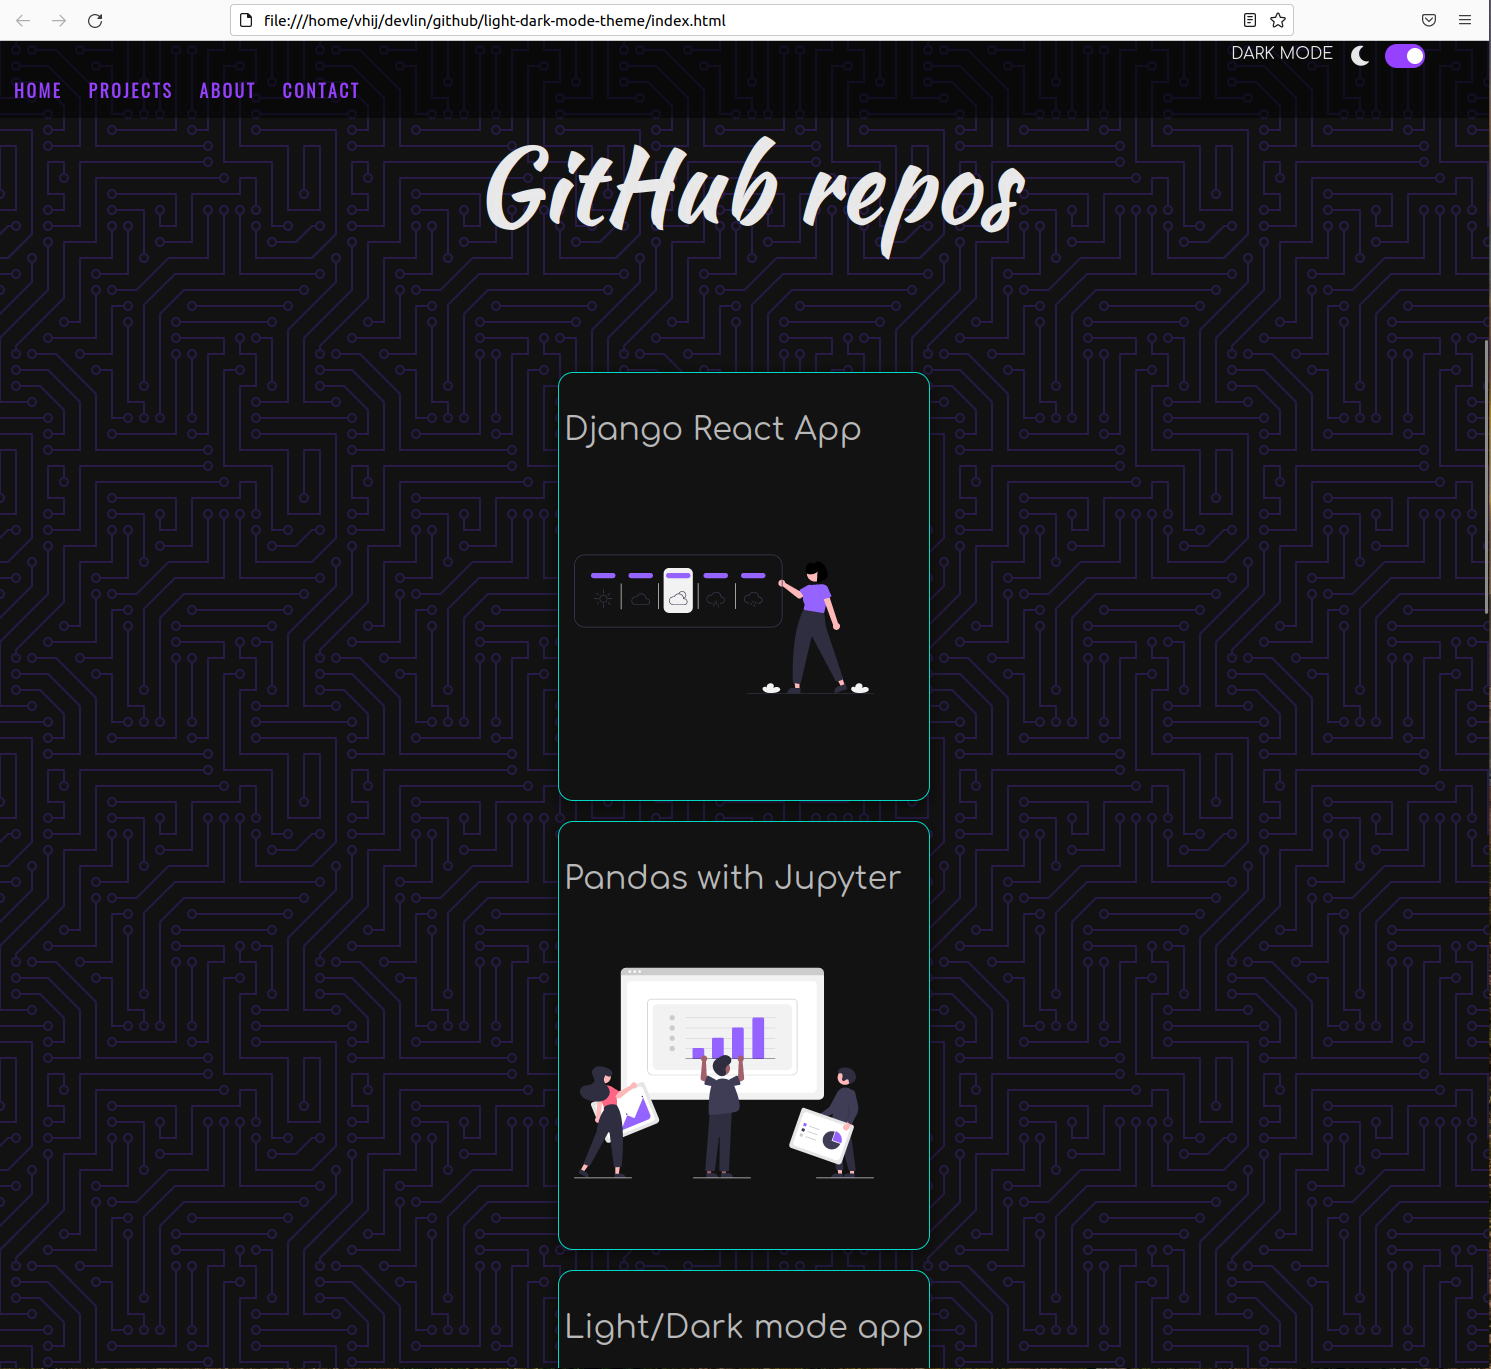 file:///home/vhij/devlin/github/light-dark-mode-theme/index.html
DARK MODE
HOME PROJECTS ABOUT CONTACT
GitHub repos
Django React App
Pandas with Jupyter
Light/Dark mode app